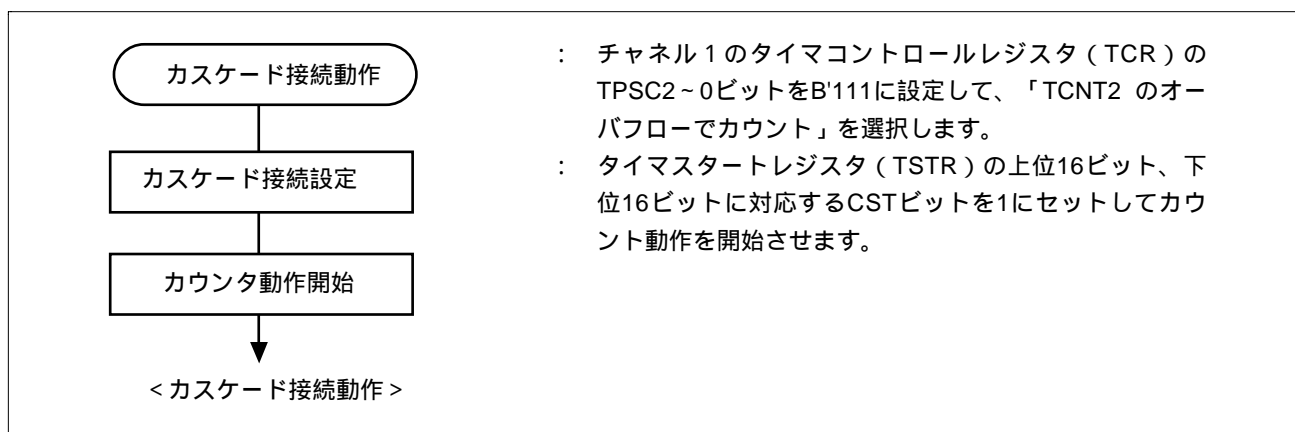 カスケード接続動作
カスケード接続設定
カウンタ動作開始
<カスケード接続動作>
: チャネル1のタイマコントロールレジスタ(TCR)の
TPSC2~0ビットをB'111に設定して、「TCNT2 のオー
バフローでカウント」を選択します。
: タイマスタートレジスタ(TSTR)の上位16ビット、下
位16ビットに対応するCSTビットを1にセットしてカウ
ント動作を開始させます。